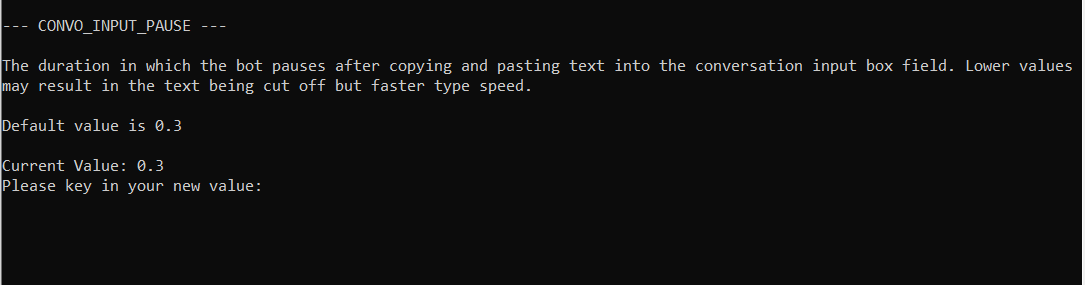 --- CONVO_INPUT_PAUSE ---
The duration in which the bot pauses after copying and pasting text into the conversation input box field. Lower values
may result in the text being cut off but faster type speed.
Default value is 0.3
Current Value: 0.3
Please key in your new value: